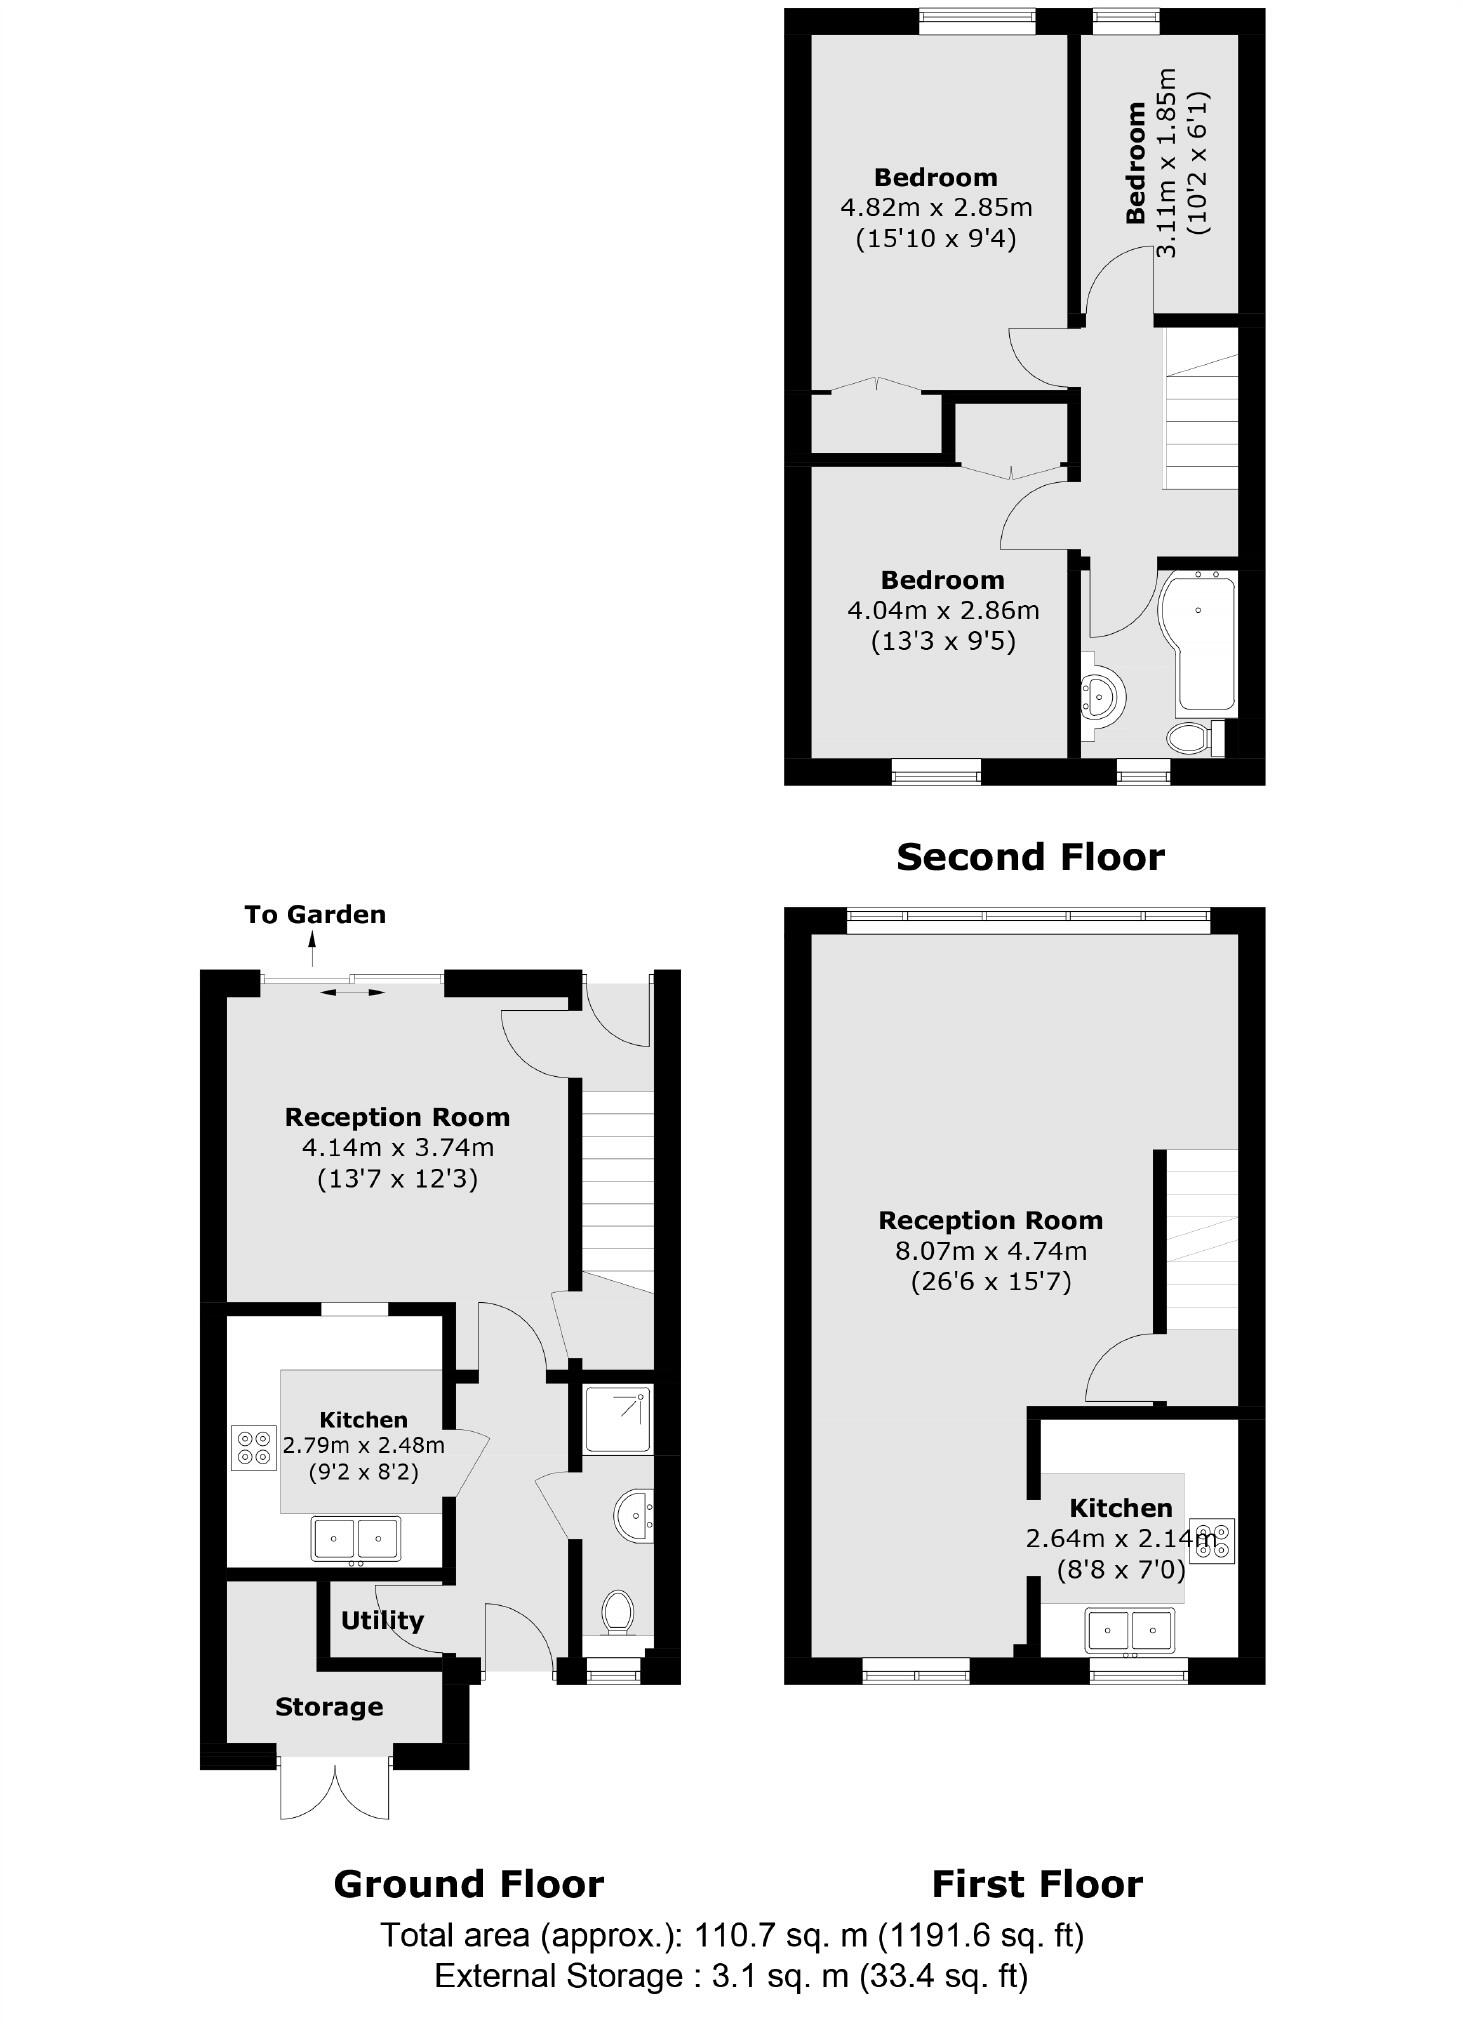 Bedroom
4.82m x 2.85m
(15'10 x 9'4)
Bedroom
3.11m x 1.85m
(10'2 x 6'1)
Bedroom
4.04m x 2.86m
(13'3 x 9'5)
Second Floor
To Garden
Reception Room
4.14m x 3.74m
(13'7 x 12'3)
Kitchen
2.79m x 2.48m
(9'2 x 8'2)
Utility
Storage
Ground Floor
Reception Room
8.07m x 4.74m
(26'6 x 15'7)
Kitchen
2.64m x 2.14m
(8'8 x 7'0)
First Floor
Total area (approx.): 110.7 sq. m (1191.6 sq. ft)
External Storage : 3.1 sq. m (33.4 sq. ft)